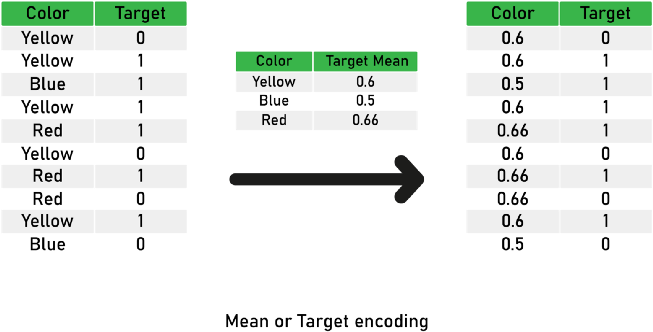 Color Target
Yellow 0
Yellow 1
Blue 1
Yellow 1
Red 1
Yellow 0
Red 1
Red 0
Yellow 1
Blue 0
Color Target Mean
Yellow 0.6
Blue 0.5
Red 0.66
Color Target
0.6 0
0.6 1
0.5 1
0.6 1
0.66 1
0.6 0
0.66 1
0.66 0
0.6 1
0.5 0
Mean or Target encoding